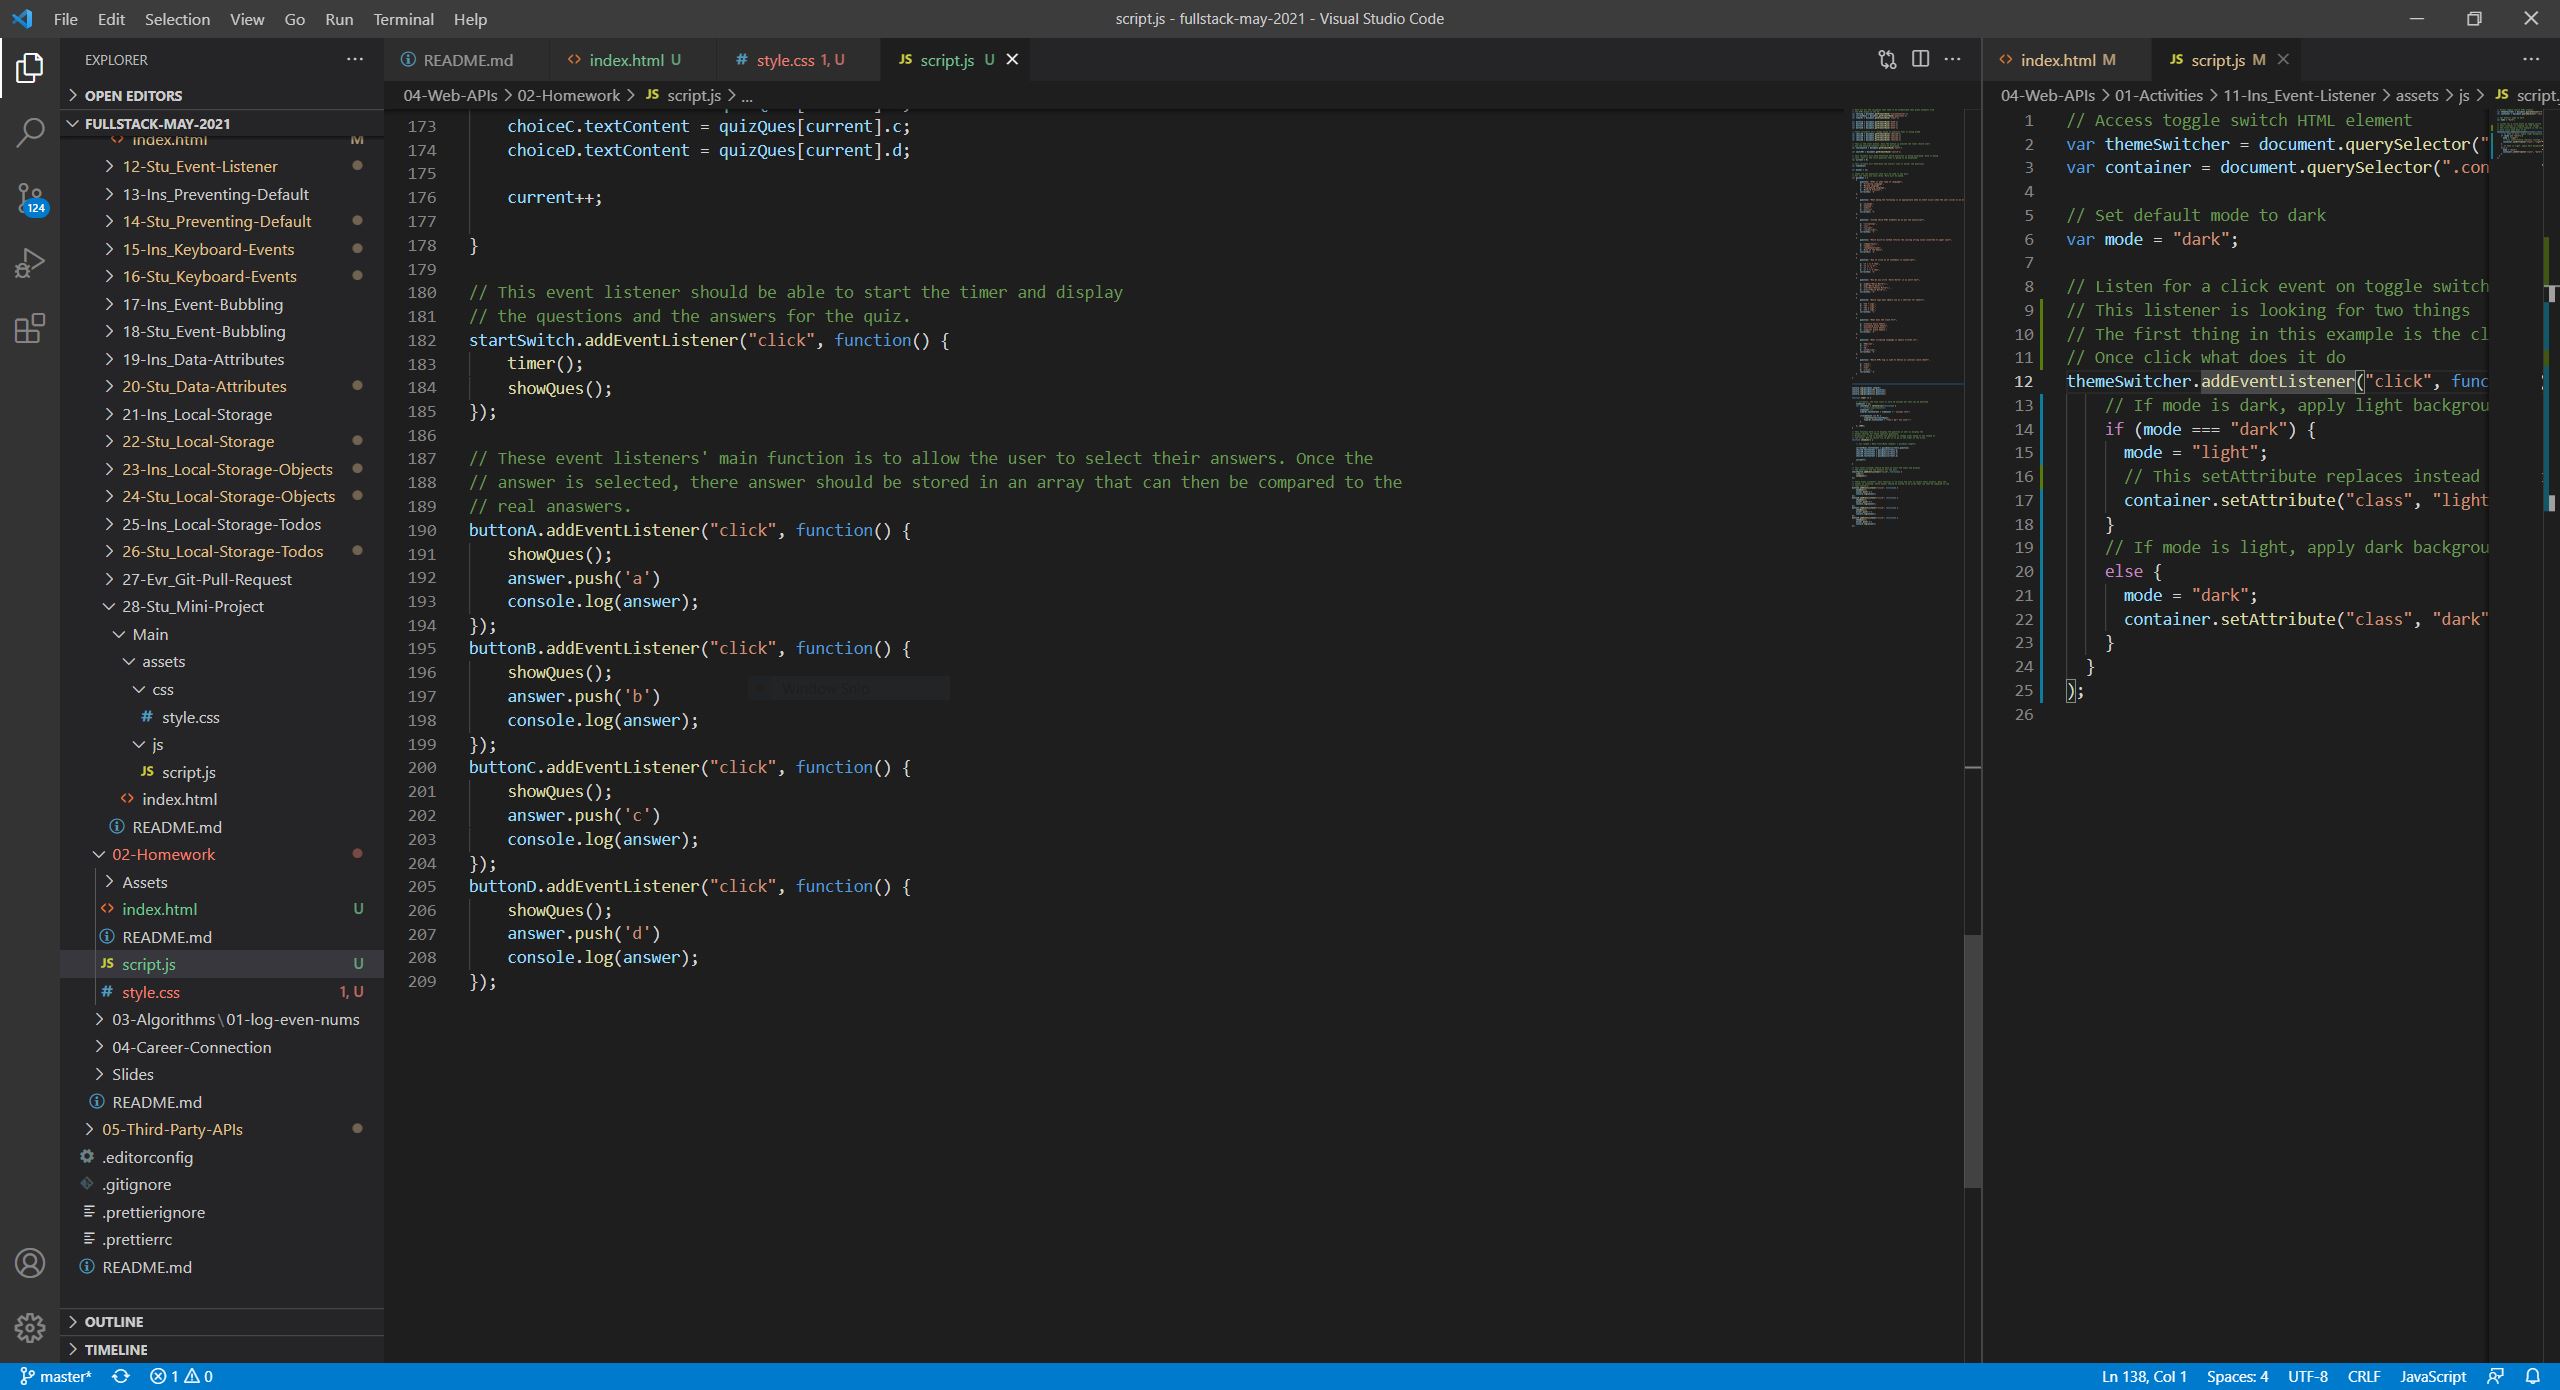 File Edit Selection View Go Run Terminal Help
script.js - fullstack-may-2021 - Visual Studio Code
EXPLORER
OPEN EDITORS
FULLSTACK-MAY-2021
index.html M
12-Stu_Event-Listener
13-Ins_Preventing-Default
14-Stu_Preventing-Default
15-Ins_Keyboard-Events
16-Stu_Keyboard-Events
17-Ins_Event-Bubbling
18-Stu_Event-Bubbling
19-Ins_Data-Attributes
20-Stu_Data-Attributes
21-Ins_Local-Storage
22-Stu_Local-Storage
23-Ins_Local-Storage-Objects
24-Stu_Local-Storage-Objects
25-Ins_Local-Storage-Todos
26-Stu_Local-Storage-Todos
27-Evr_Git-Pull-Request
28-Stu_Mini-Project
Main
assets
css
# style.css
js
JS script.js
<> index.html
README.md
02-Homework
Assets
<> index.html U
README.md
JS script.js U
# style.css 1, U
03-Algorithms\01-log-even-nums
04-Career-Connection
Slides
README.md
05-Third-Party-APIs
.editorconfig
.gitignore
.prettierignore
.prettierrc
README.md
OUTLINE
TIMELINE
124
README.md
<> index.html U
# style.css 1, U
JS script.js U
04-Web-APIs > 02-Homework > JS script.js > ...
173 choiceC.textContent = quizQues[current].c;
174 choiceD.textContent = quizQues[current].d;
175
176 current++;
177
178 }
179
180 // This event listener should be able to start the timer and display
181 // the questions and the answers for the quiz.
182 startSwitch.addEventListener("click", function() {
183 timer();
184 showQues();
185 });
186
187 // These event listeners' main function is to allow the user to select their answers. Once the
188 // answer is selected, there answer should be stored in an array that can then be compared to the
189 // real anaswers.
190 buttonA.addEventListener("click", function() {
191 showQues();
192 answer.push('a')
193 console.log(answer);
194 });
195 buttonB.addEventListener("click", function() {
196 showQues();
197 answer.push('b')
198 console.log(answer);
199 });
200 buttonC.addEventListener("click", function() {
201 showQues();
202 answer.push('c')
203 console.log(answer);
204 });
205 buttonD.addEventListener("click", function() {
206 showQues();
207 answer.push('d')
208 console.log(answer);
209 });
Window Snip
<> index.html M
JS script.js M
04-Web-APIs > 01-Activities > 11-Ins_Event-Listener > assets > js > JS script.
1 // Access toggle switch HTML element
2 var themeSwitcher = document.querySelector("
3 var container = document.querySelector(".con
4
5 // Set default mode to dark
6 var mode = "dark";
7
8 // Listen for a click event on toggle switch
9 // This listener is looking for two things
10 // The first thing in this example is the cl
11 // Once click what does it do
12 themeSwitcher.addEventListener("click", func
13 // If mode is dark, apply light backgrou
14 if (mode === "dark") {
15 mode = "light";
16 // This setAttribute replaces instead
17 container.setAttribute("class", "light
18 }
19 // If mode is light, apply dark backgrou
20 else {
21 mode = "dark";
22 container.setAttribute("class", "dark"
23 }
24 }
25 );
26
master* 1 0
Ln 138, Col 1 Spaces: 4 UTF-8 CRLF JavaScript